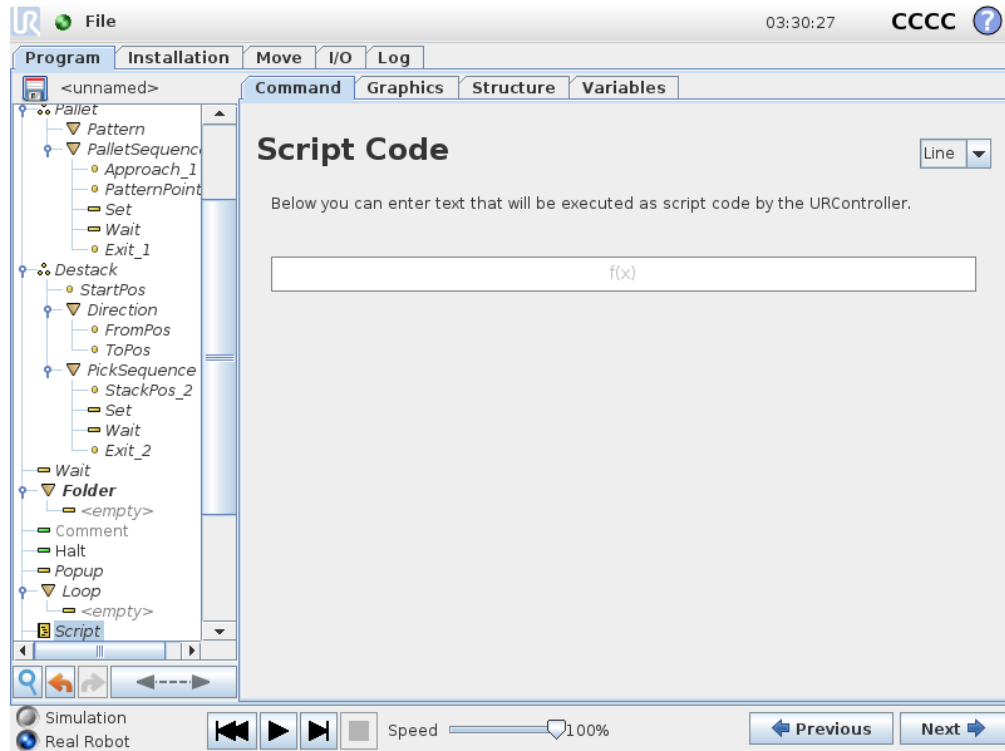 UR File 03:30:27 CCCC ?
Program Installation Move I/O Log
<unnamed>
Command Graphics Structure Variables
Pallet
Pattern
PalletSequenc
Approach_1
PatternPoint
Set
Wait
Exit_1
Destack
StartPos
Direction
FromPos
ToPos
PickSequence
StackPos_2
Set
Wait
Exit_2
Wait
Folder
<empty>
Comment
Halt
Popup
Loop
<empty>
Script
Script Code
Line
Below you can enter text that will be executed as script code by the URController.
f(x)
Simulation
Real Robot
Speed 100%
Previous Next